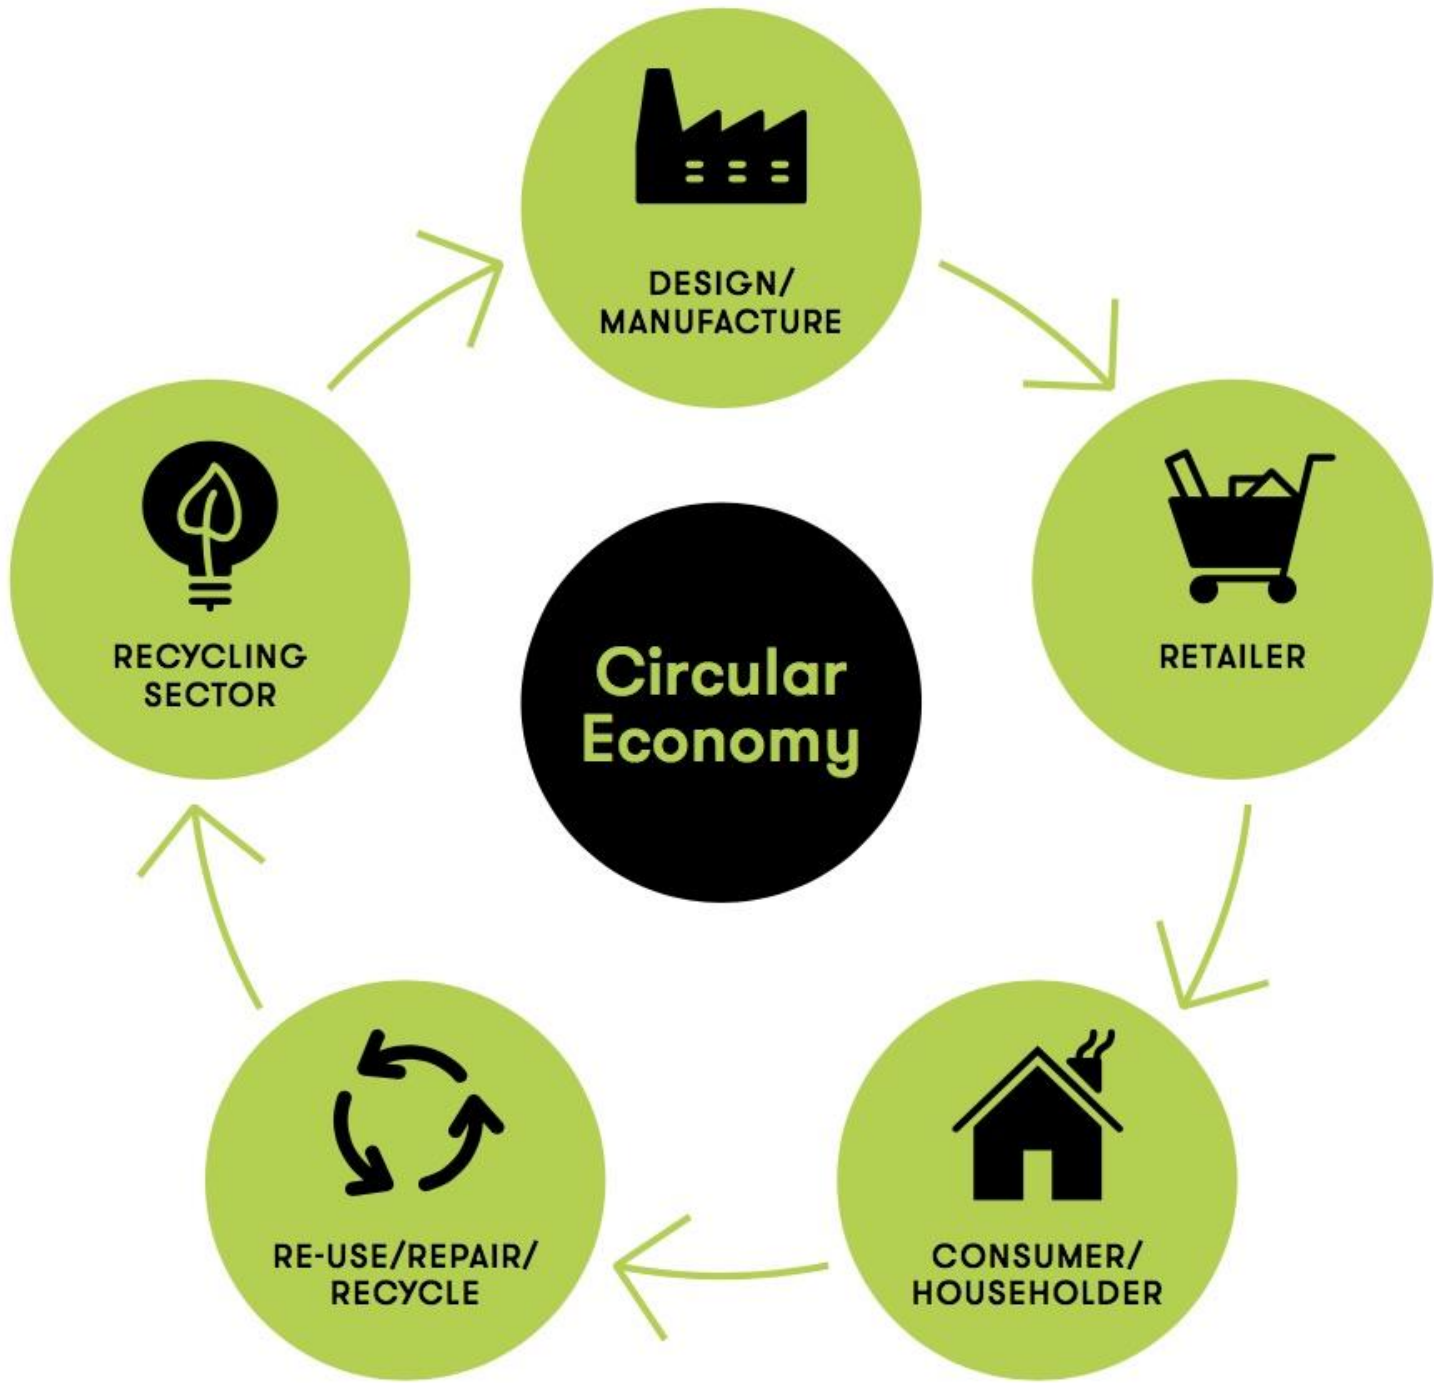 DESIGN/
MANUFACTURE
RETAILER
CONSUMER/
HOUSEHOLDER
RE-USE/REPAIR/
RECYCLE
RECYCLING
SECTOR
Circular
Economy